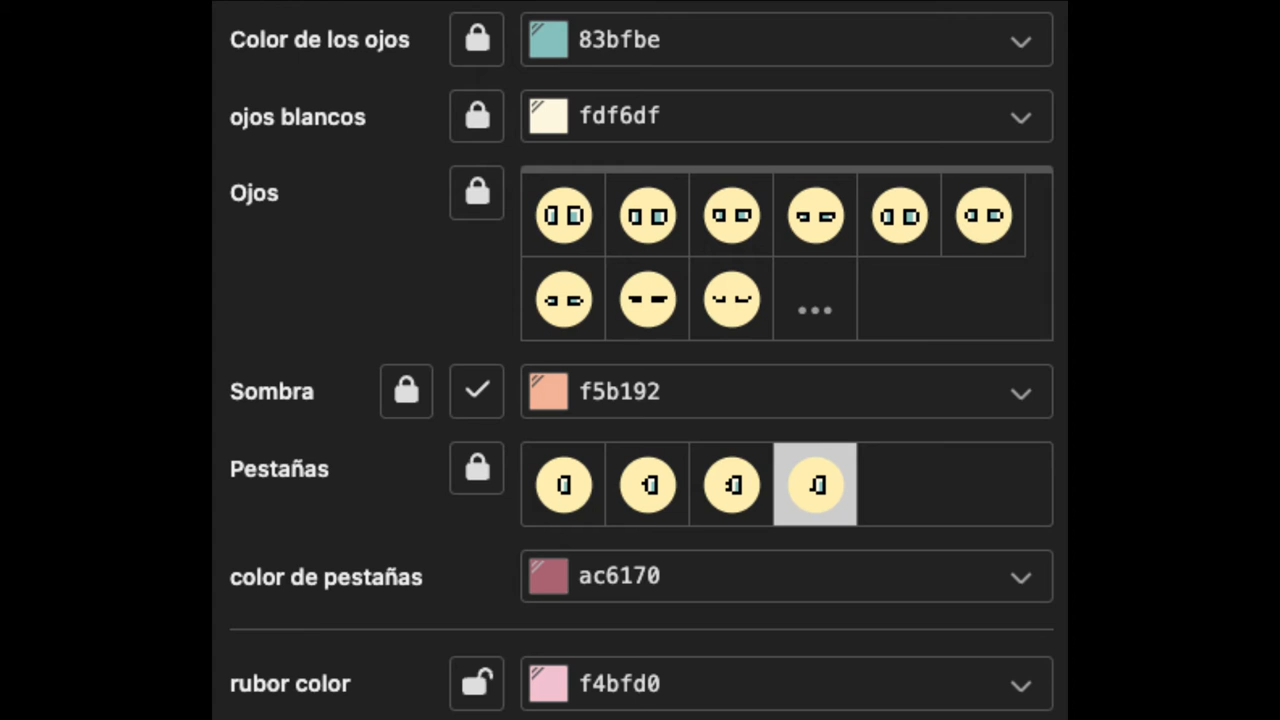 Color de los ojos 83bfbe
ojos blancos fdf6df
Ojos
Sombra f5b192
Pestañas
color de pestañas ac6170
rubor color f4bfd0